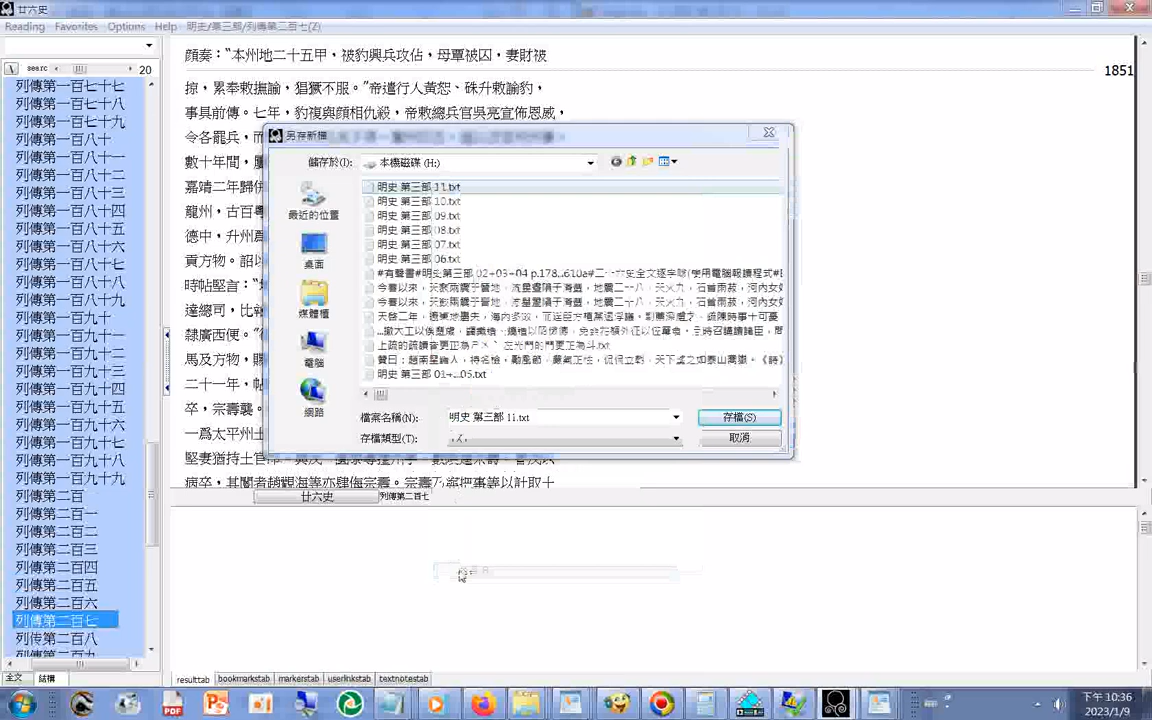 廿六史
Reading Favorites Options Help 明史/第三部/列傳第二百七(Z)
searc 20
列傳第一百七十七
列傳第一百七十八
列傳第一百七十九
列傳第一百八十
列傳第一百八十一
列傳第一百八十二
列傳第一百八十三
列傳第一百八十四
列傳第一百八十五
列傳第一百八十六
列傳第一百八十七
列傳第一百八十八
列傳第一百八十九
列傳第一百九十
列傳第一百九十一
列傳第一百九十二
列傳第一百九十三
列傳第一百九十四
列傳第一百九十五
列傳第一百九十六
列傳第一百九十七
列傳第一百九十八
列傳第一百九十九
列傳第二百
列傳第二百一
列傳第二百二
列傳第二百三
列傳第二百四
列傳第二百五
列傳第二百六
列傳第二百七
列传第二百八
列傳第二百九
全文 結構
顔奏：“本州地二十五甲，被豹興兵攻佔，母覃被囚，妻財被
1851
掠，累奉敕撫諭，猖獗不服。”帝遣行人黃恕、硃升敕諭豹，
事具前傳。七年，豹複與顔相仇殺，帝敕總兵官吳亮宣佈恩威，
令各罷兵，而
數十年間，
嘉靖二年歸併
龍州，古百粵
德中，升州爲
貢方物。詔以
時帖堅言：“
達總司，比
隸廣西便。”
馬及方物，賜
二十一年，帖
卒，宗壽襲。
一爲太平州土
堅妻猶持土官
病卒，其閽者趙觀海等亦肆侮宗壽。宗壽乃
把事等以計取十
另存新檔
儲存於(I): 本機磁碟 (H:)
最近的位置
桌面
媒體櫃
電腦
網路
明史 第三部 11.txt
明史 第三部 10.txt
明史 第三部 09.txt
明史 第三部 08.txt
明史 第三部 07.txt
明史 第三部 06.txt
明史 第三部 01+...05.txt
檔案名稱(N): 明史 第三部 11.txt 存檔(S)
存檔類型(T): 取消
廿六史 列傳第二百七
resulttab bookmarkstab markerstab userlinkstab textnotestab
下午 10:36
2023/1/9